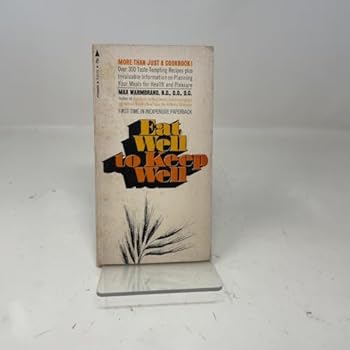 MORE THAN JUST A COOKBOOK!
Over 300 Taste-Tempting Recipes plus
Invaluable Information on Planning
Your Meals for Health and Pleasure
MAX WARMBRAND, N.D., D.O., D.C.
FIRST TIME IN INEXPENSIVE PAPERBACK
Eat
Well
to Keep
Well